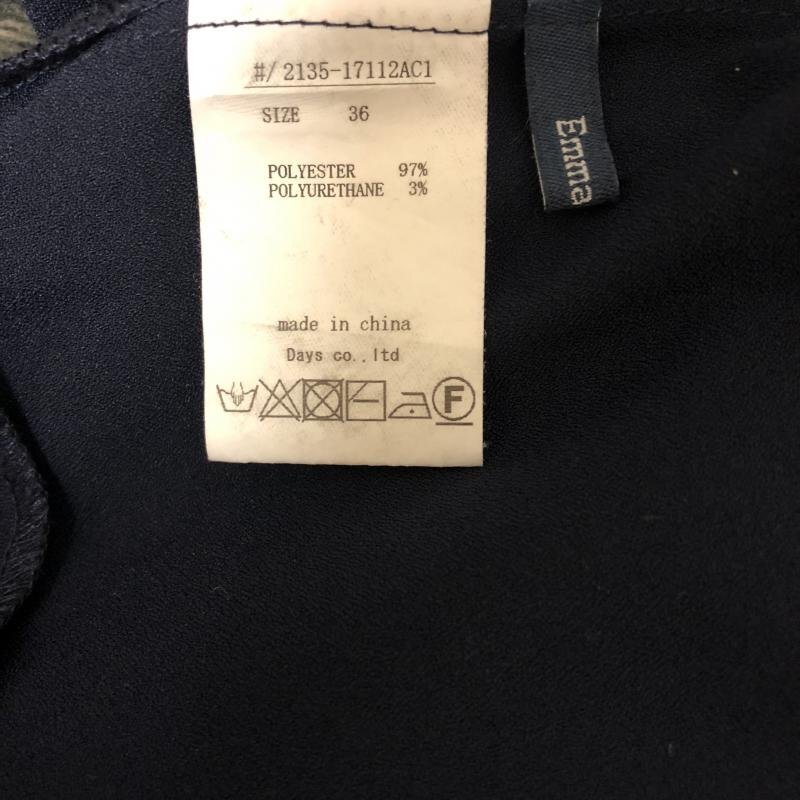 #/2135-17112AC1
SIZE 36
POLYESTER 97%
POLYURETHANE 3%
made in china
Days co.,ltd
F
Emma